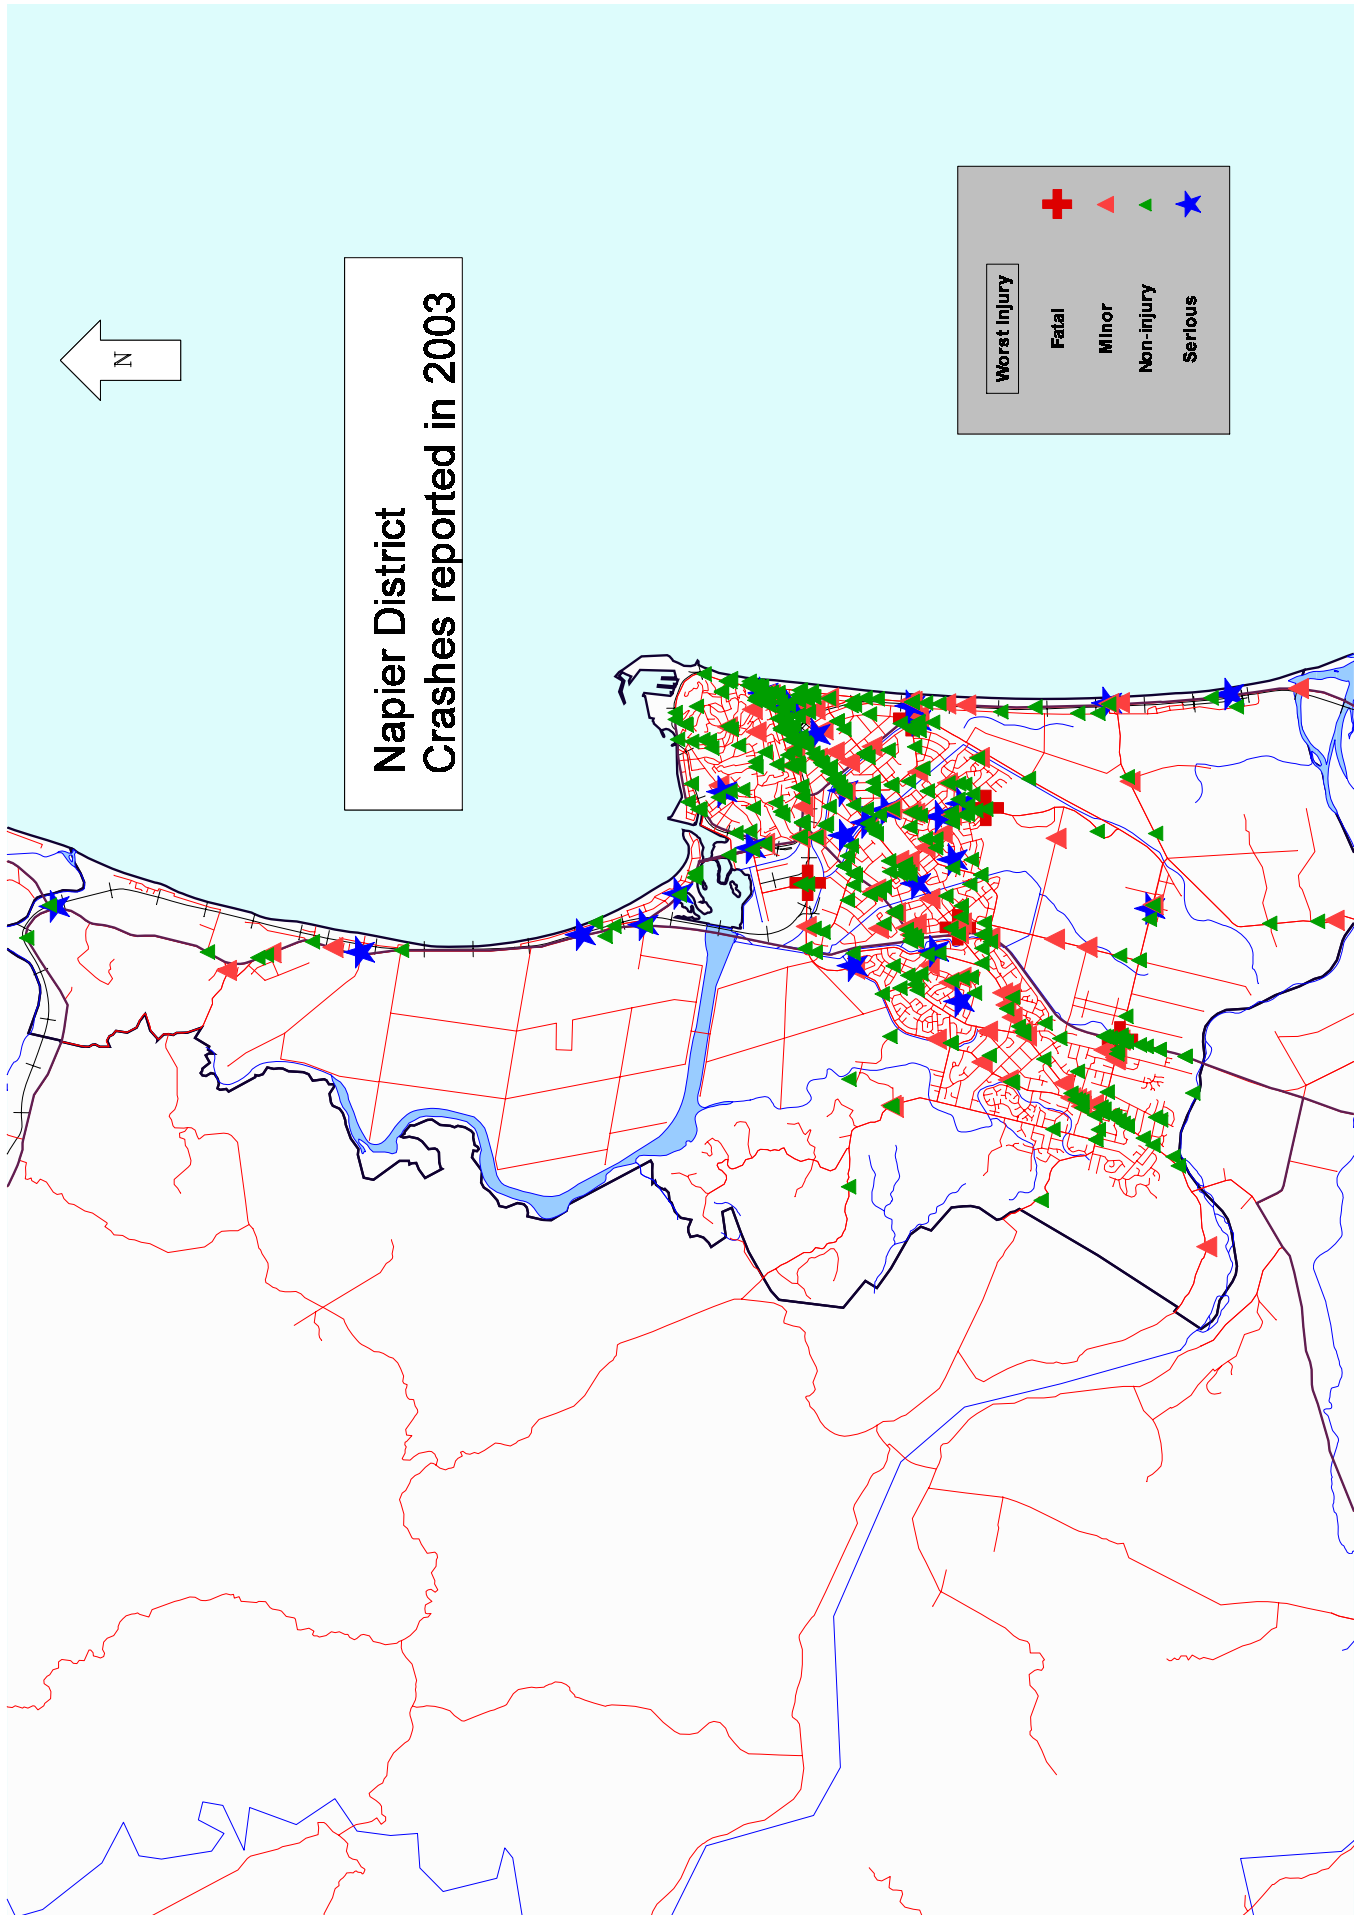 N
Napier District
Crashes reported in 2003
Worst Injury
Fatal
Minor
Non-injury
Serious